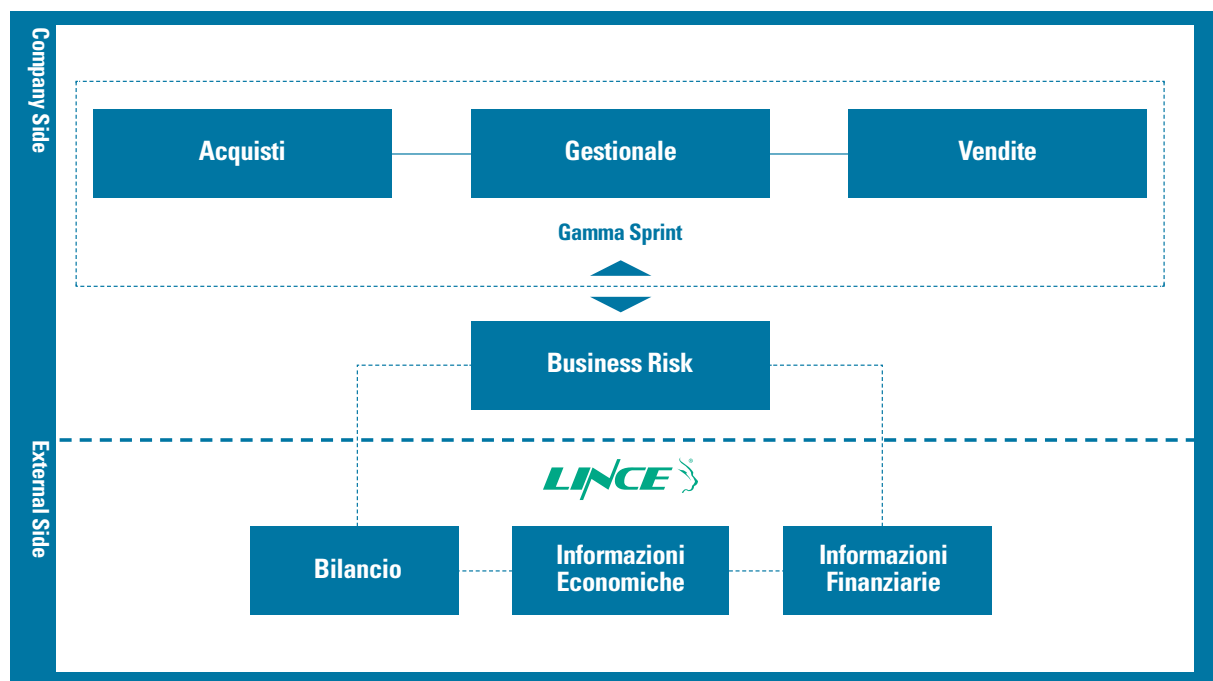 Company Side
Acquisti
Gestionale
Vendite
Gamma Sprint
Business Risk
External Side
LINCE®
Bilancio
Informazioni
Economiche
Informazioni
Finanziarie